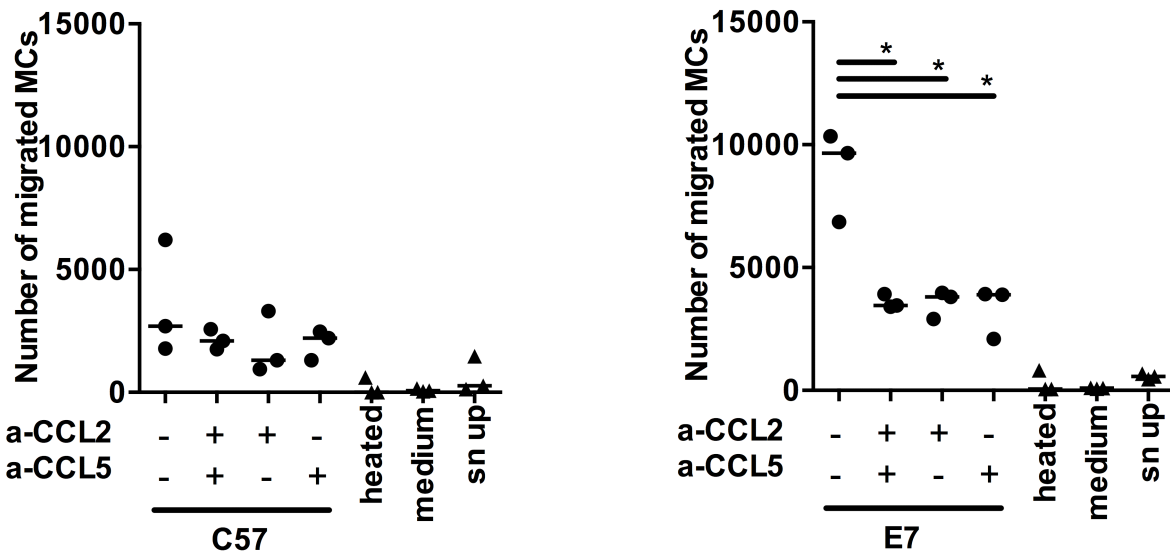 Number of migrated MCs
15000
10000
5000
0
a-CCL2 - + + -
a-CCL5 - + - +
heated
medium
sn up
C57
Number of migrated MCs
15000
10000
5000
0
*
*
*
a-CCL2 - + + -
a-CCL5 - + - +
heated
medium
sn up
E7